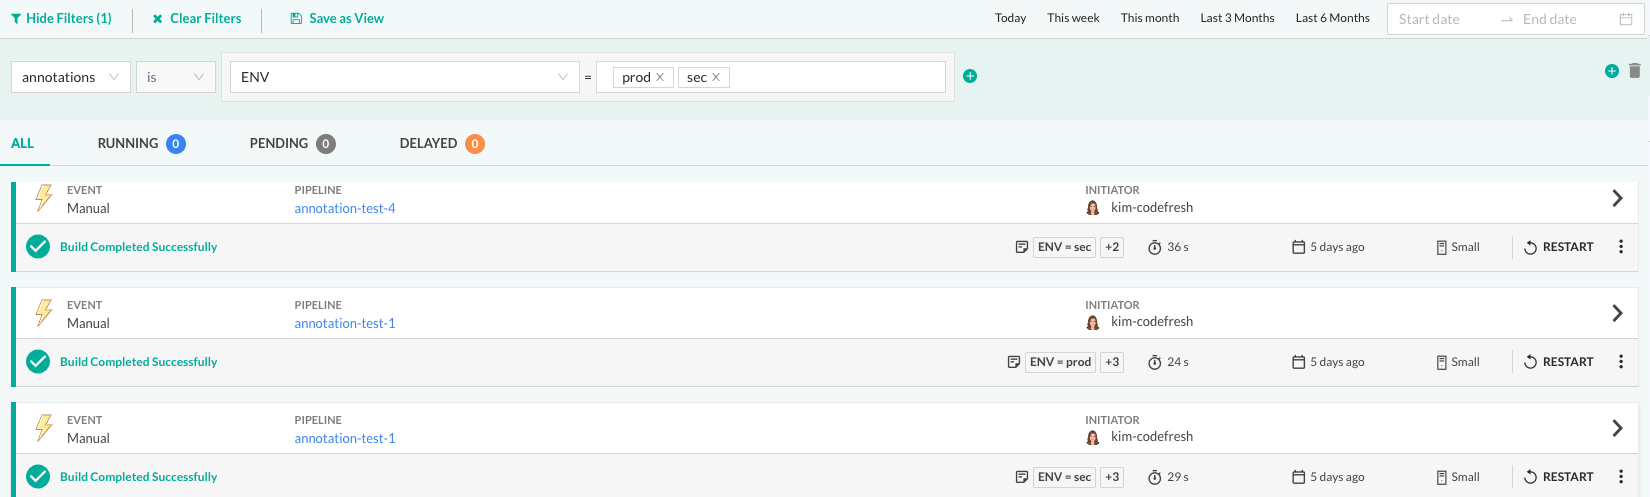 Hide Filters (1) Clear Filters Save as View Today This week This month Last 3 Months Last 6 Months Start date End date
annotations is ENV = prod sec
ALL RUNNING 0 PENDING 0 DELAYED 0
EVENT PIPELINE INITIATOR
Manual annotation-test-4 kim-codefresh
Build Completed Successfully ENV = sec +2 36 s 5 days ago Small RESTART
EVENT PIPELINE INITIATOR
Manual annotation-test-1 kim-codefresh
Build Completed Successfully ENV = prod +3 24 s 5 days ago Small RESTART
EVENT PIPELINE INITIATOR
Manual annotation-test-1 kim-codefresh
Build Completed Successfully ENV = sec +3 29 s 5 days ago Small RESTART